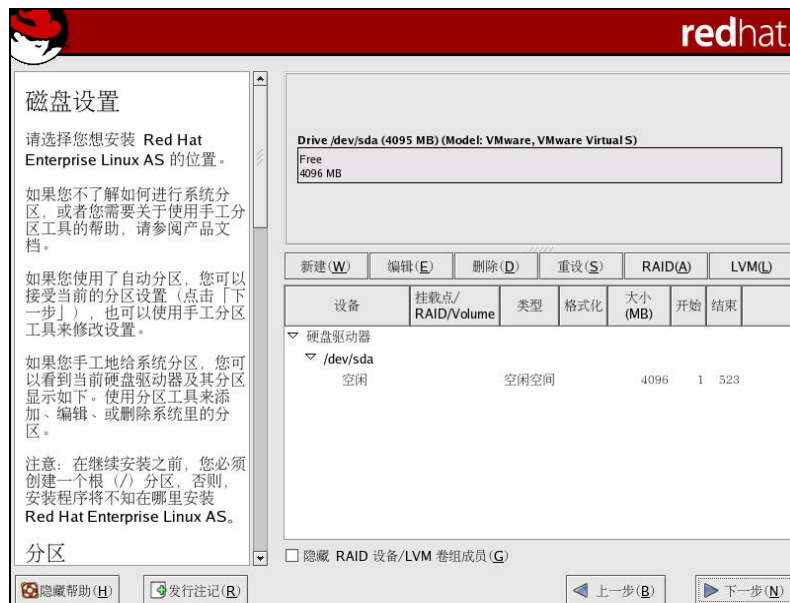 redhat.
磁盘设置
请选择您想安装 Red Hat
Enterprise Linux AS 的位置。
如果您不了解如何进行系统分
区，或者您需要关于使用手工分
区工具的帮助，请参阅产品文
档。
如果您使用了自动分区，您可以
接受当前的分区设置（点击「下
一步」），也可以使用手工分区
工具来修改设置。
如果您手工地给系统分区，您可
以看到当前硬盘驱动器及其分区
显示如下。使用分区工具来添
加、编辑、或删除系统里的分
区。
注意：在继续安装之前，您必须
创建一个根（/）分区，否则，
安装程序将不知在哪里安装
Red Hat Enterprise Linux AS。
分区
Drive /dev/sda (4095 MB) (Model: VMware, VMware Virtual S)
Free
4096 MB
新建(W) 编辑(E) 删除(D) 重设(S) RAID(A) LVM(L)
设备 挂载点/ RAID/Volume 类型 格式化 大小 (MB) 开始 结束
硬盘驱动器
/dev/sda
空闲 空闲空间 4096 1 523
隐藏 RAID 设备/LVM 卷组成员(G)
隐藏帮助(H) 发行注记(R) 上一步(B) 下一步(N)